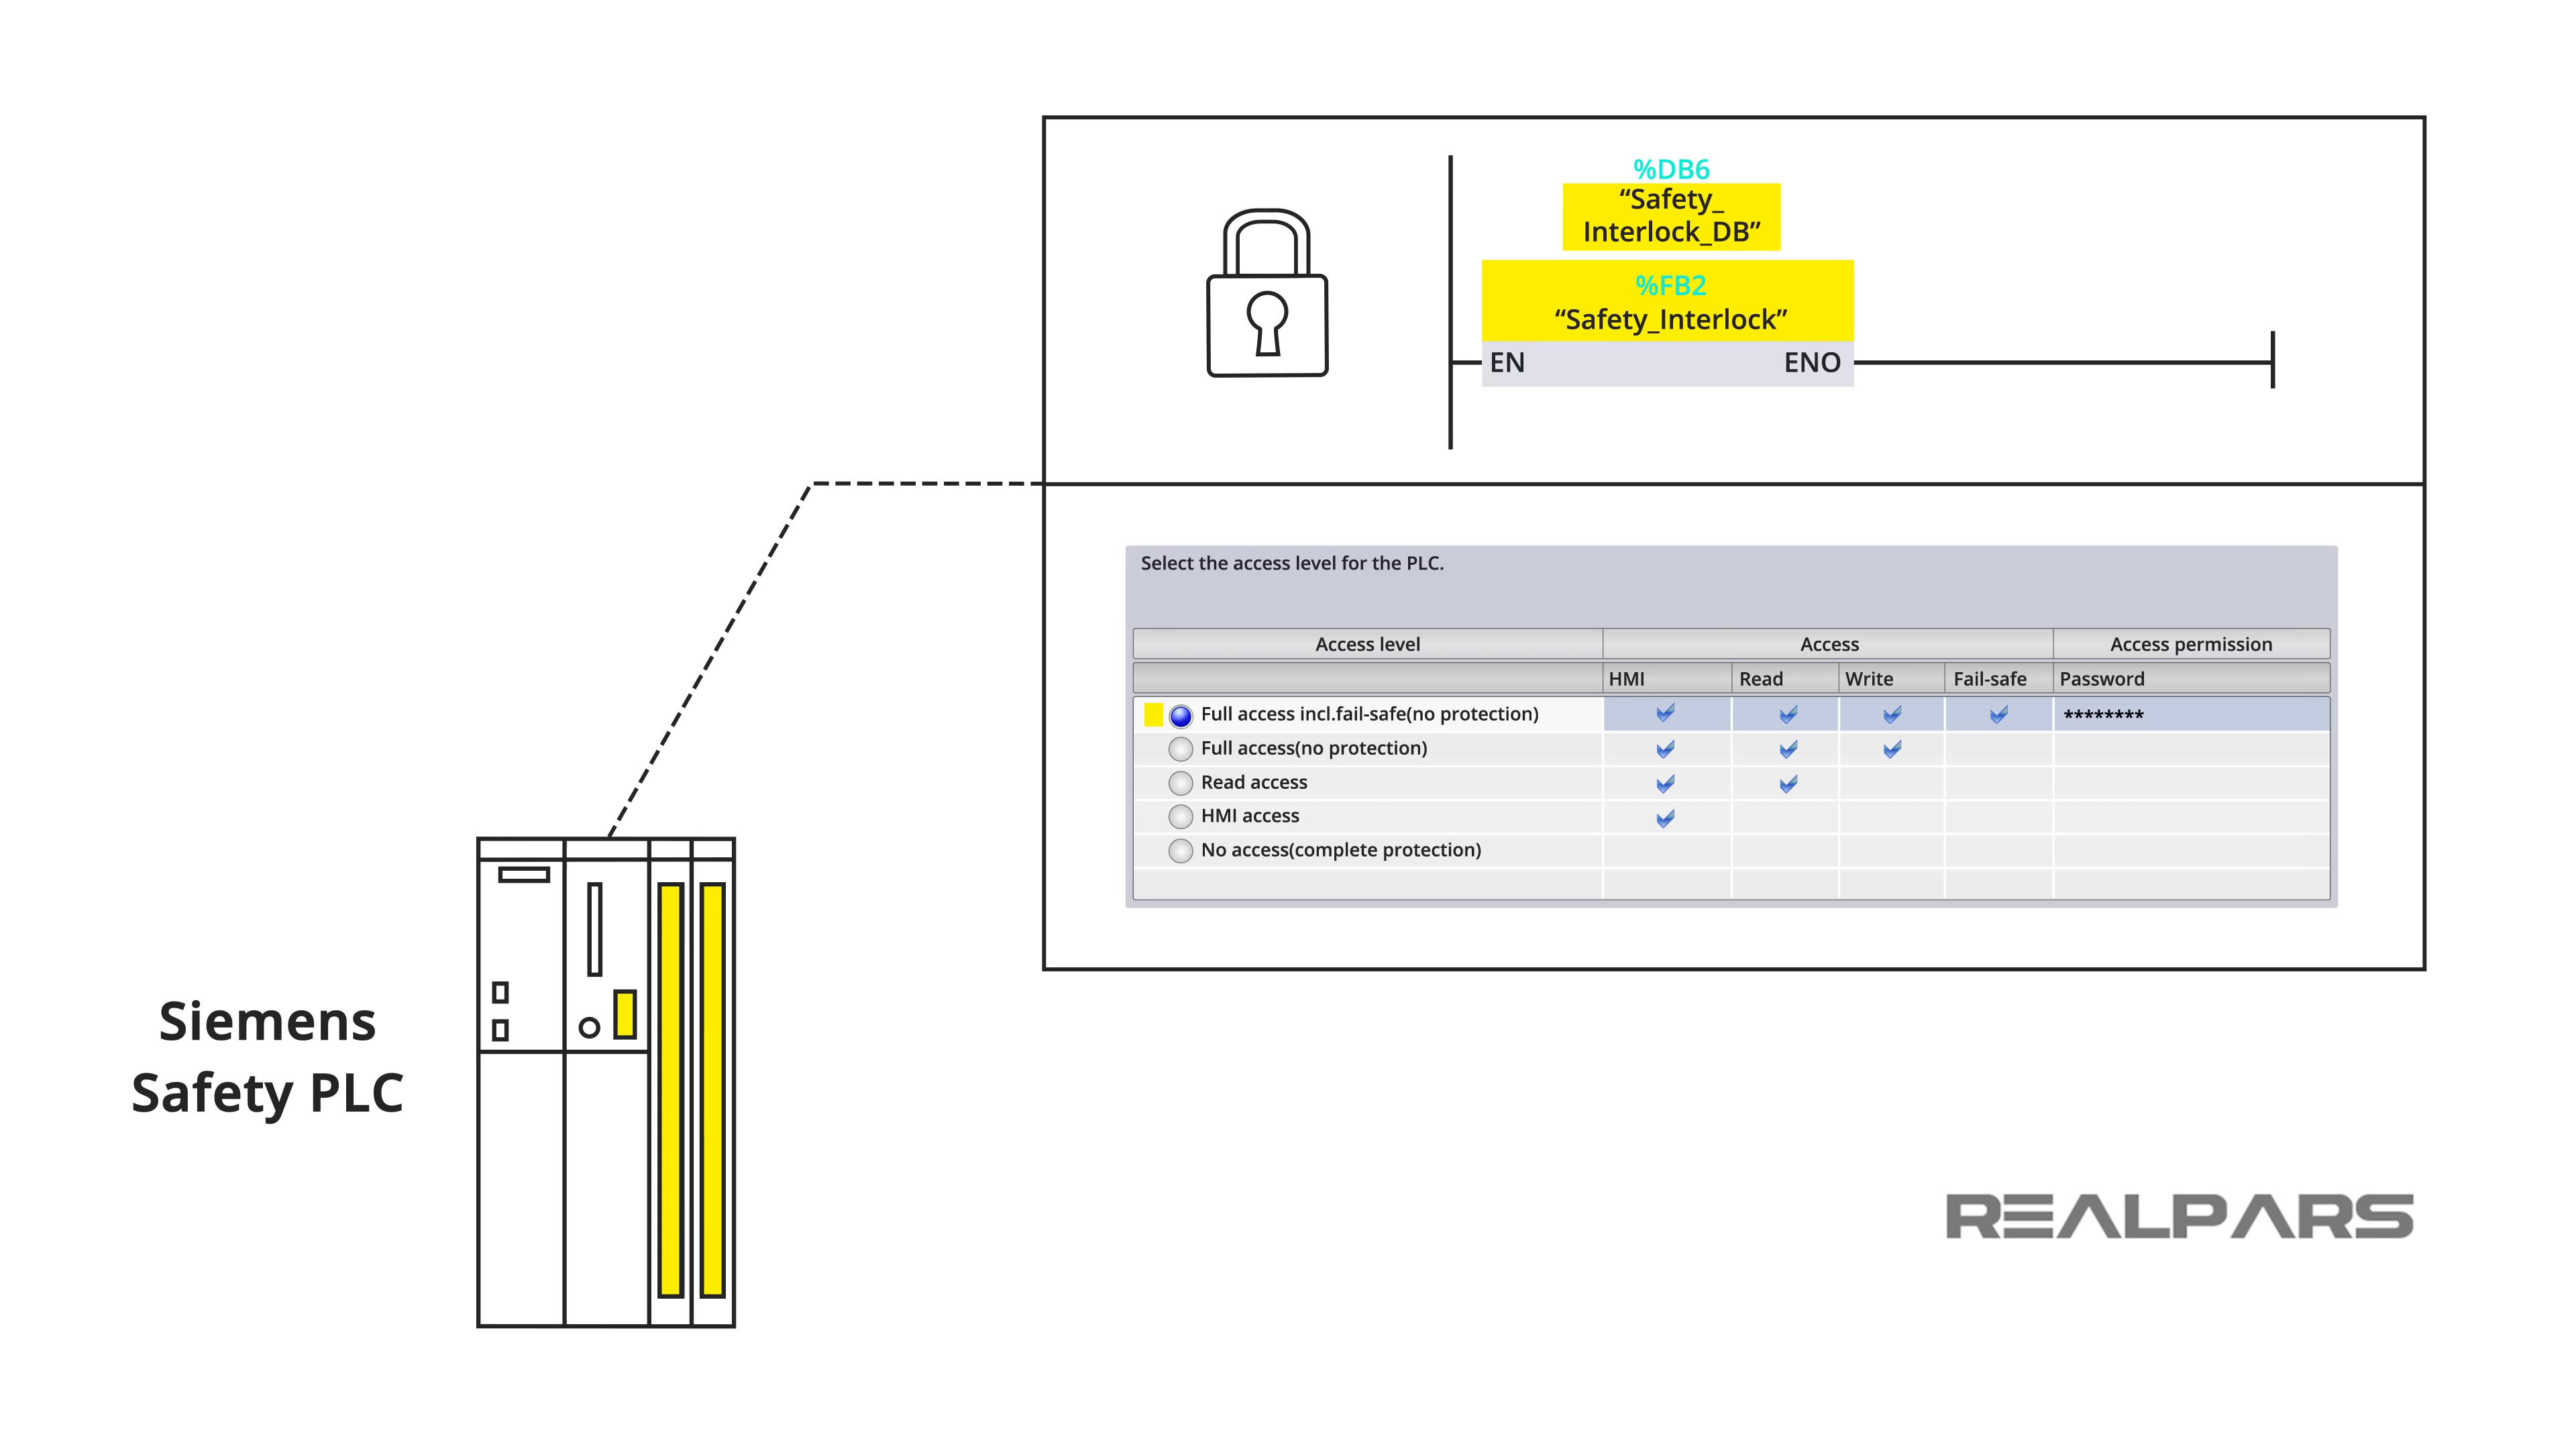 %DB6
“Safety_
Interlock_DB”
%FB2
“Safety_Interlock”
EN ENO
Select the access level for the PLC.
Access level Access Access permission
HMI Read Write Fail-safe Password
Full access incl.fail-safe(no protection) ********
Full access(no protection)
Read access
HMI access
No access(complete protection)
Siemens
Safety PLC
REALPARS